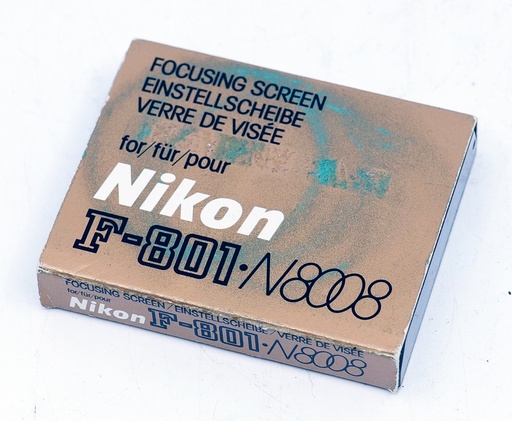 FOCUSING SCREEN
EINSTELLSCHEIBE
VERRE DE VISÉE
for/für/pour
Nikon
F-801·N8008
FOCUSING SCREEN/EINSTELLSCHEIBE/VERRE DE VISÉE
for/für/pour
Nikon F-801·N8008